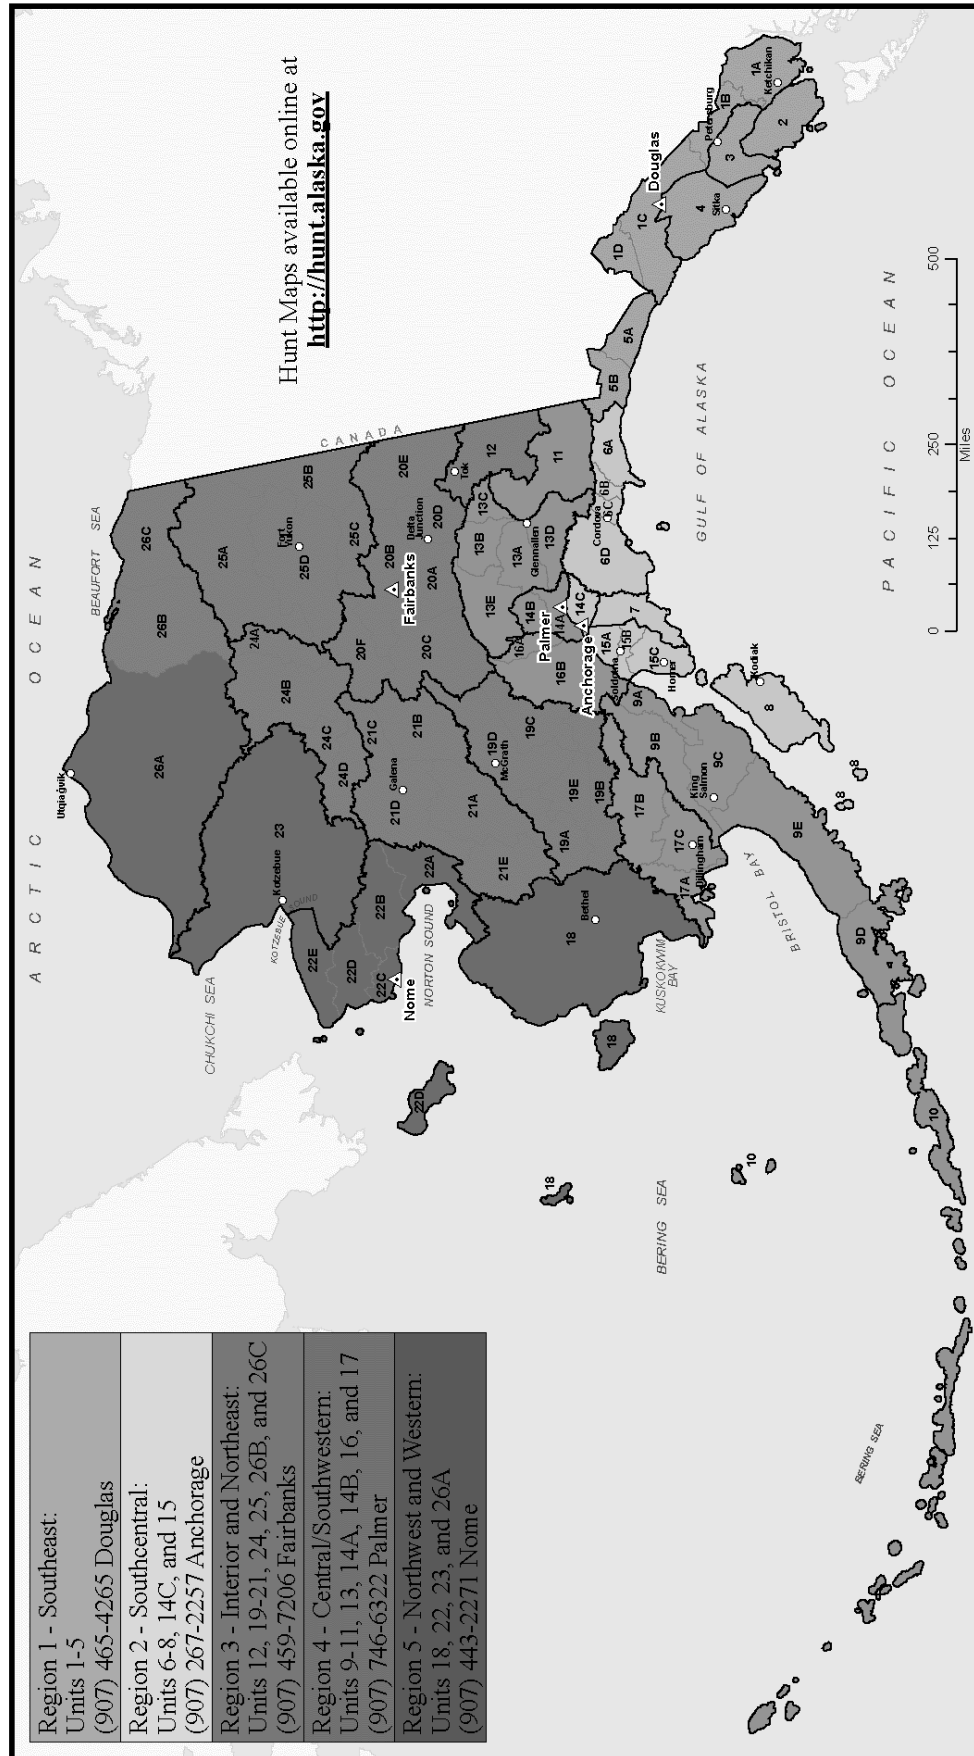 Region 1 - Southeast:
Units 1-5
(907) 465-4265 Douglas
Region 2 - Southcentral:
Units 6-8, 14C, and 15
(907) 267-2257 Anchorage
Region 3 - Interior and Northeast:
Units 12, 19-21, 24, 25, 26B, and 26C
(907) 459-7206 Fairbanks
Region 4 - Central/Southwestern:
Units 9-11, 13, 14A, 14B, 16, and 17
(907) 746-6322 Palmer
Region 5 - Northwest and Western:
Units 18, 22, 23, and 26A
(907) 443-2271 Nome
Hunt Maps available online at
http://hunt.alaska.gov
ARCTIC OCEAN
BEAUFORT SEA
CHUKCHI SEA
KOTZEBUE SOUND
NORTON SOUND
KUSKOKWIM
BAY
BRISTOL BAY
BERING SEA
BERING SEA
GULF OF ALASKA
PACIFIC OCEAN
CANADA
Utqiaġvik
26A
26B
26C
25A
25B
Fort
Yukon
25D
25C
24A
24B
24C
24D
23
Kotzebue
22E
22D
22C
22B
22A
Nome
22D
21D
Galena
21C
21B
21A
21E
20F
20C
20B
Fairbanks
20A
Delta
Junction
20D
20E
Tok
12
11
13C
13B
13A
Glennallen
13D
13E
14B
14A
Palmer
14C
Anchorage
16A
16B
15A
Soldotna
15B
15C
Homer
7
6D
Cordova
6C
6B
6A
5B
5A
1D
1C
Douglas
4
Sitka
Petersburg
3
1B
1A
Ketchikan
2
19D
McGrath
19C
19A
19E
19B
18
Bethel
18
18
17A
17B
17C
Dillingham
9A
9B
9C
King
Salmon
9E
9D
8
Kodiak
8
8
10
10
0
125
250
500
Miles